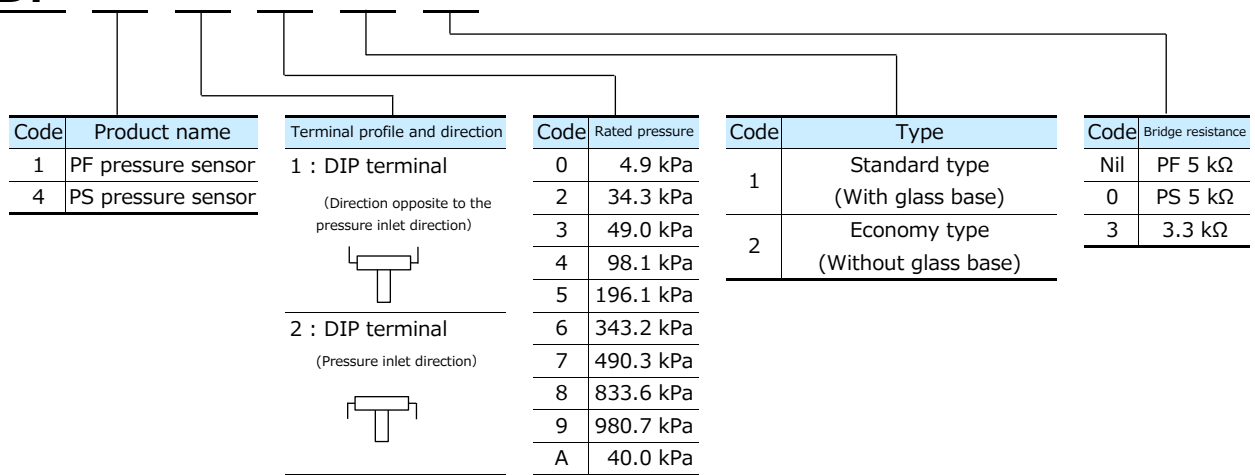 Code Product name
1 PF pressure sensor
4 PS pressure sensor
Terminal profile and direction
1 : DIP terminal
(Direction opposite to the
pressure inlet direction)
2 : DIP terminal
(Pressure inlet direction)
Code Rated pressure
0 4.9 kPa
2 34.3 kPa
3 49.0 kPa
4 98.1 kPa
5 196.1 kPa
6 343.2 kPa
7 490.3 kPa
8 833.6 kPa
9 980.7 kPa
A 40.0 kPa
Code Type
1 Standard type
(With glass base)
2 Economy type
(Without glass base)
Code Bridge resistance
Nil PF 5 kΩ
0 PS 5 kΩ
3 3.3 kΩ